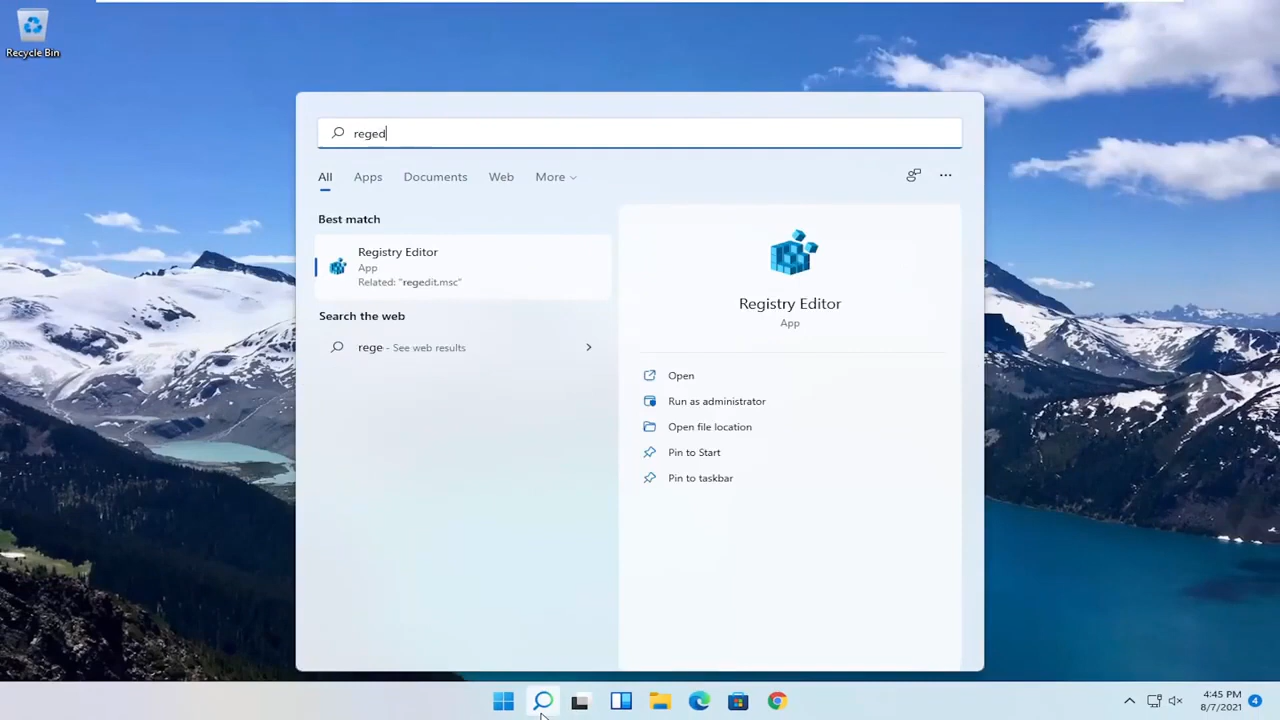 Recycle Bin
reged
All Apps Documents Web More
Best match
Registry Editor
App
Related: "regedit.msc"
Search the web
rege - See web results
Registry Editor
App
Open
Run as administrator
Open file location
Pin to Start
Pin to taskbar
4:45 PM
8/7/2021
4